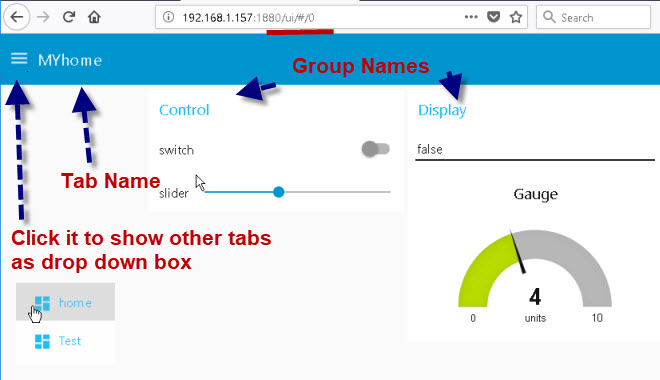 192.168.1.157:1880/ui/#/0
Search
MYhome
Group Names
Control
Display
switch
false
Tab Name
slider
Gauge
Click it to show other tabs
as drop down box
4
0
units
10
home
Test